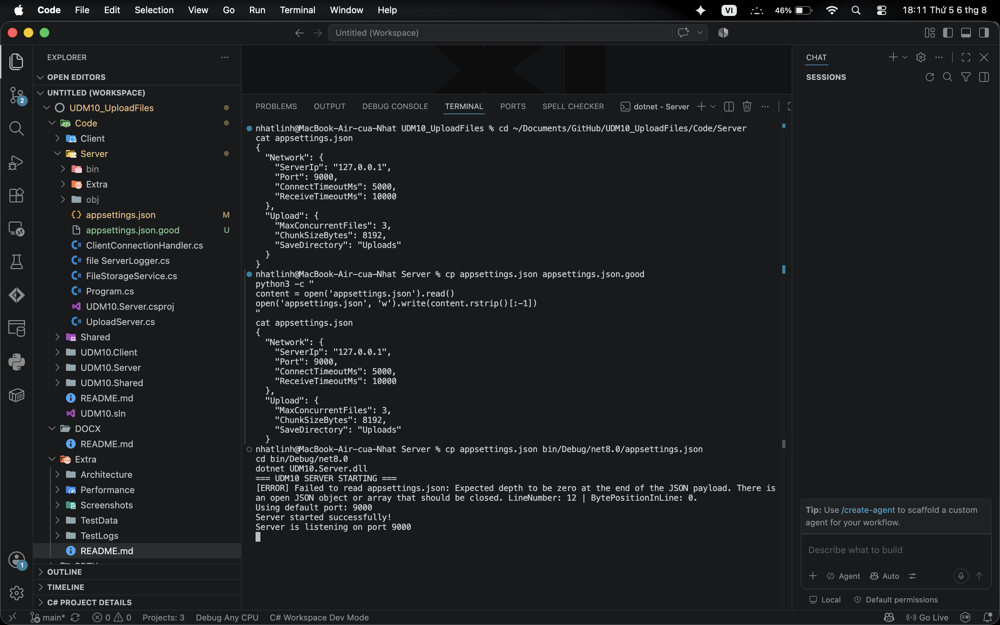 Code File Edit Selection View Go Run Terminal Window Help
VI 46% 18:11 Thứ 5 6 thg 8
Untitled (Workspace)
EXPLORER
OPEN EDITORS
UNTITLED (WORKSPACE)
UDM10_UploadFiles
Code
Client
Server
bin
Extra
obj
appsettings.json M
appsettings.json.good U
ClientConnectionHandler.cs
file ServerLogger.cs
FileStorageService.cs
Program.cs
UDM10.Server.csproj
UploadServer.cs
Shared
UDM10.Client
UDM10.Server
UDM10.Shared
README.md
UDM10.sln
DOCX
README.md
Extra
Architecture
Performance
Screenshots
TestData
TestLogs
README.md
OUTLINE
TIMELINE
C# PROJECT DETAILS
2
1
PROBLEMS OUTPUT DEBUG CONSOLE TERMINAL PORTS SPELL CHECKER dotnet - Server
nhatlinh@MacBook-Air-cua-Nhat UDM10_UploadFiles % cd ~/Documents/GitHub/UDM10_UploadFiles/Code/Server
cat appsettings.json
{
  "Network": {
    "ServerIp": "127.0.0.1",
    "Port": 9000,
    "ConnectTimeoutMs": 5000,
    "ReceiveTimeoutMs": 10000
  },
  "Upload": {
    "MaxConcurrentFiles": 3,
    "ChunkSizeBytes": 8192,
    "SaveDirectory": "Uploads"
  }
}
nhatlinh@MacBook-Air-cua-Nhat Server % cp appsettings.json appsettings.json.good
python3 -c "
content = open('appsettings.json').read()
open('appsettings.json', 'w').write(content.rstrip()[:-1])
"
cat appsettings.json
{
  "Network": {
    "ServerIp": "127.0.0.1",
    "Port": 9000,
    "ConnectTimeoutMs": 5000,
    "ReceiveTimeoutMs": 10000
  },
  "Upload": {
    "MaxConcurrentFiles": 3,
    "ChunkSizeBytes": 8192,
    "SaveDirectory": "Uploads"
  }
nhatlinh@MacBook-Air-cua-Nhat Server % cp appsettings.json bin/Debug/net8.0/appsettings.json
cd bin/Debug/net8.0
dotnet UDM10.Server.dll
=== UDM10 SERVER STARTING ===
[ERROR] Failed to read appsettings.json: Expected depth to be zero at the end of the JSON payload. There is
an open JSON object or array that should be closed. LineNumber: 12 | BytePositionInLine: 0.
Using default port: 9000
Server started successfully!
Server is listening on port 9000
CHAT
SESSIONS
Tip: Use /create-agent to scaffold a custom
agent for your workflow.
Describe what to build
Agent Auto
Local Default permissions
main* 0 0 Projects: 3 Debug Any CPU C# Workspace Dev Mode Go Live